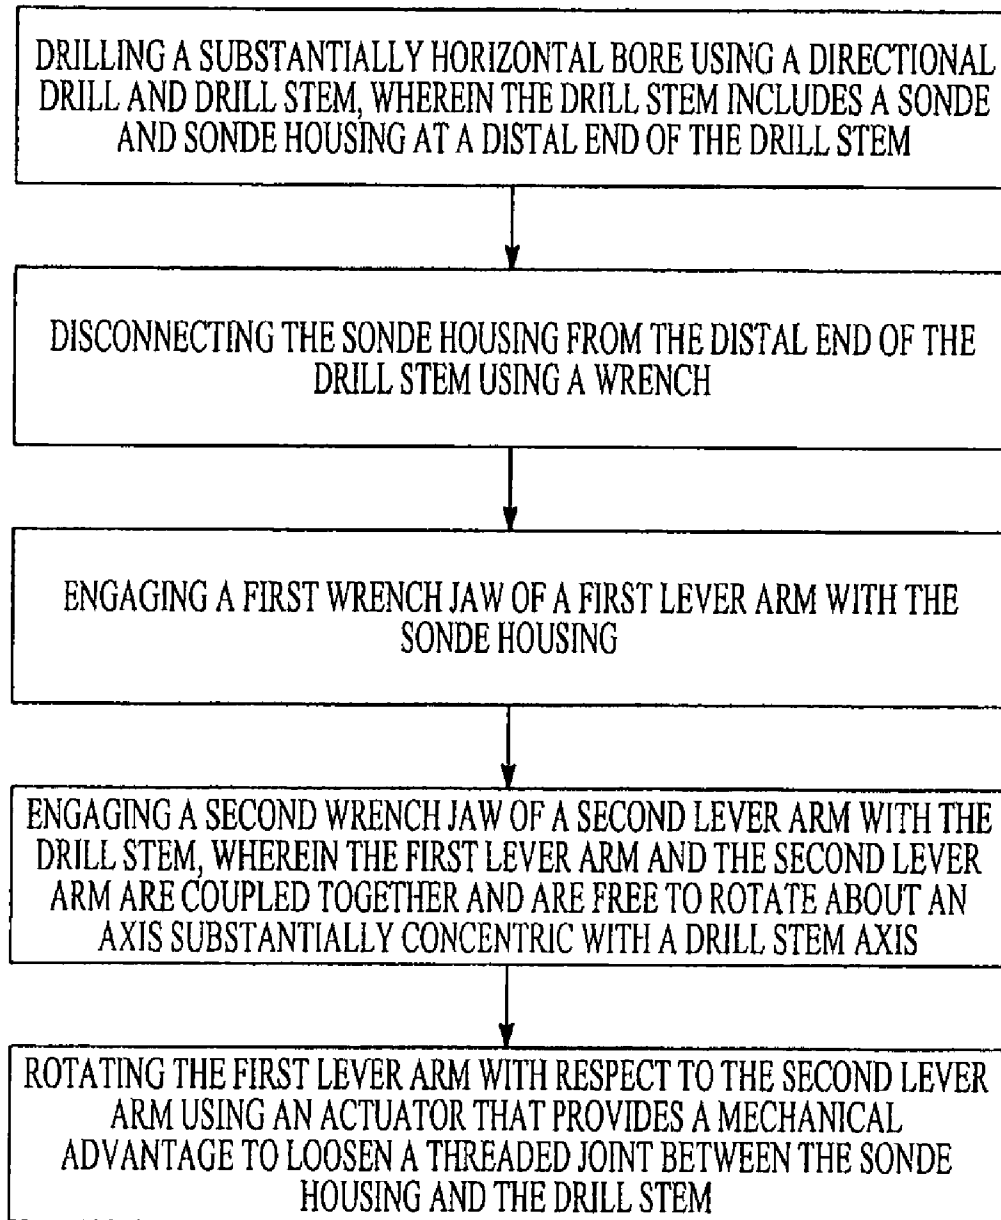 DRILLING A SUBSTANTIALLY HORIZONTAL BORE USING A DIRECTIONAL
DRILL AND DRILL STEM, WHEREIN THE DRILL STEM INCLUDES A SONDE
AND SONDE HOUSING AT A DISTAL END OF THE DRILL STEM
DISCONNECTING THE SONDE HOUSING FROM THE DISTAL END OF THE
DRILL STEM USING A WRENCH
ENGAGING A FIRST WRENCH JAW OF A FIRST LEVER ARM WITH THE
SONDE HOUSING
ENGAGING A SECOND WRENCH JAW OF A SECOND LEVER ARM WITH THE
DRILL STEM, WHEREIN THE FIRST LEVER ARM AND THE SECOND LEVER
ARM ARE COUPLED TOGETHER AND ARE FREE TO ROTATE ABOUT AN
AXIS SUBSTANTIALLY CONCENTRIC WITH A DRILL STEM AXIS
ROTATING THE FIRST LEVER ARM WITH RESPECT TO THE SECOND LEVER
ARM USING AN ACTUATOR THAT PROVIDES A MECHANICAL
ADVANTAGE TO LOOSEN A THREADED JOINT BETWEEN THE SONDE
HOUSING AND THE DRILL STEM